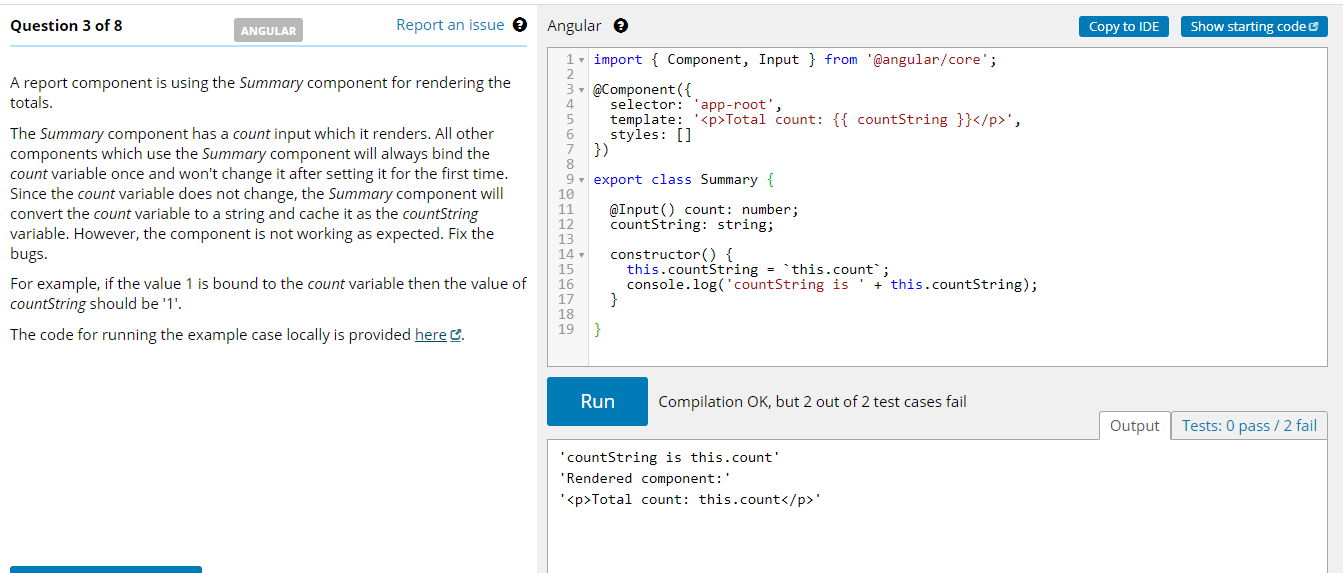 Question 3 of 8
ANGULAR
Report an issue ?
A report component is using the Summary component for rendering the
totals.
The Summary component has a count input which it renders. All other
components which use the Summary component will always bind the
count variable once and won't change it after setting it for the first time.
Since the count variable does not change, the Summary component will
convert the count variable to a string and cache it as the countString
variable. However, the component is not working as expected. Fix the
bugs.
For example, if the value 1 is bound to the count variable then the value of
countString should be '1'.
The code for running the example case locally is provided here.
Angular ?
Copy to IDE
Show starting code
1 import { Component, Input } from '@angular/core';
2
3 @Component({
4   selector: 'app-root',
5   template: '<p>Total count: {{ countString }}</p>',
6   styles: []
7 })
8
9 export class Summary {
10
11   @Input() count: number;
12   countString: string;
13
14   constructor() {
15     this.countString = `this.count`;
16     console.log('countString is ' + this.countString);
17   }
18
19 }
Run
Compilation OK, but 2 out of 2 test cases fail
Output
Tests: 0 pass / 2 fail
'countString is this.count'
'Rendered component:'
'<p>Total count: this.count</p>'